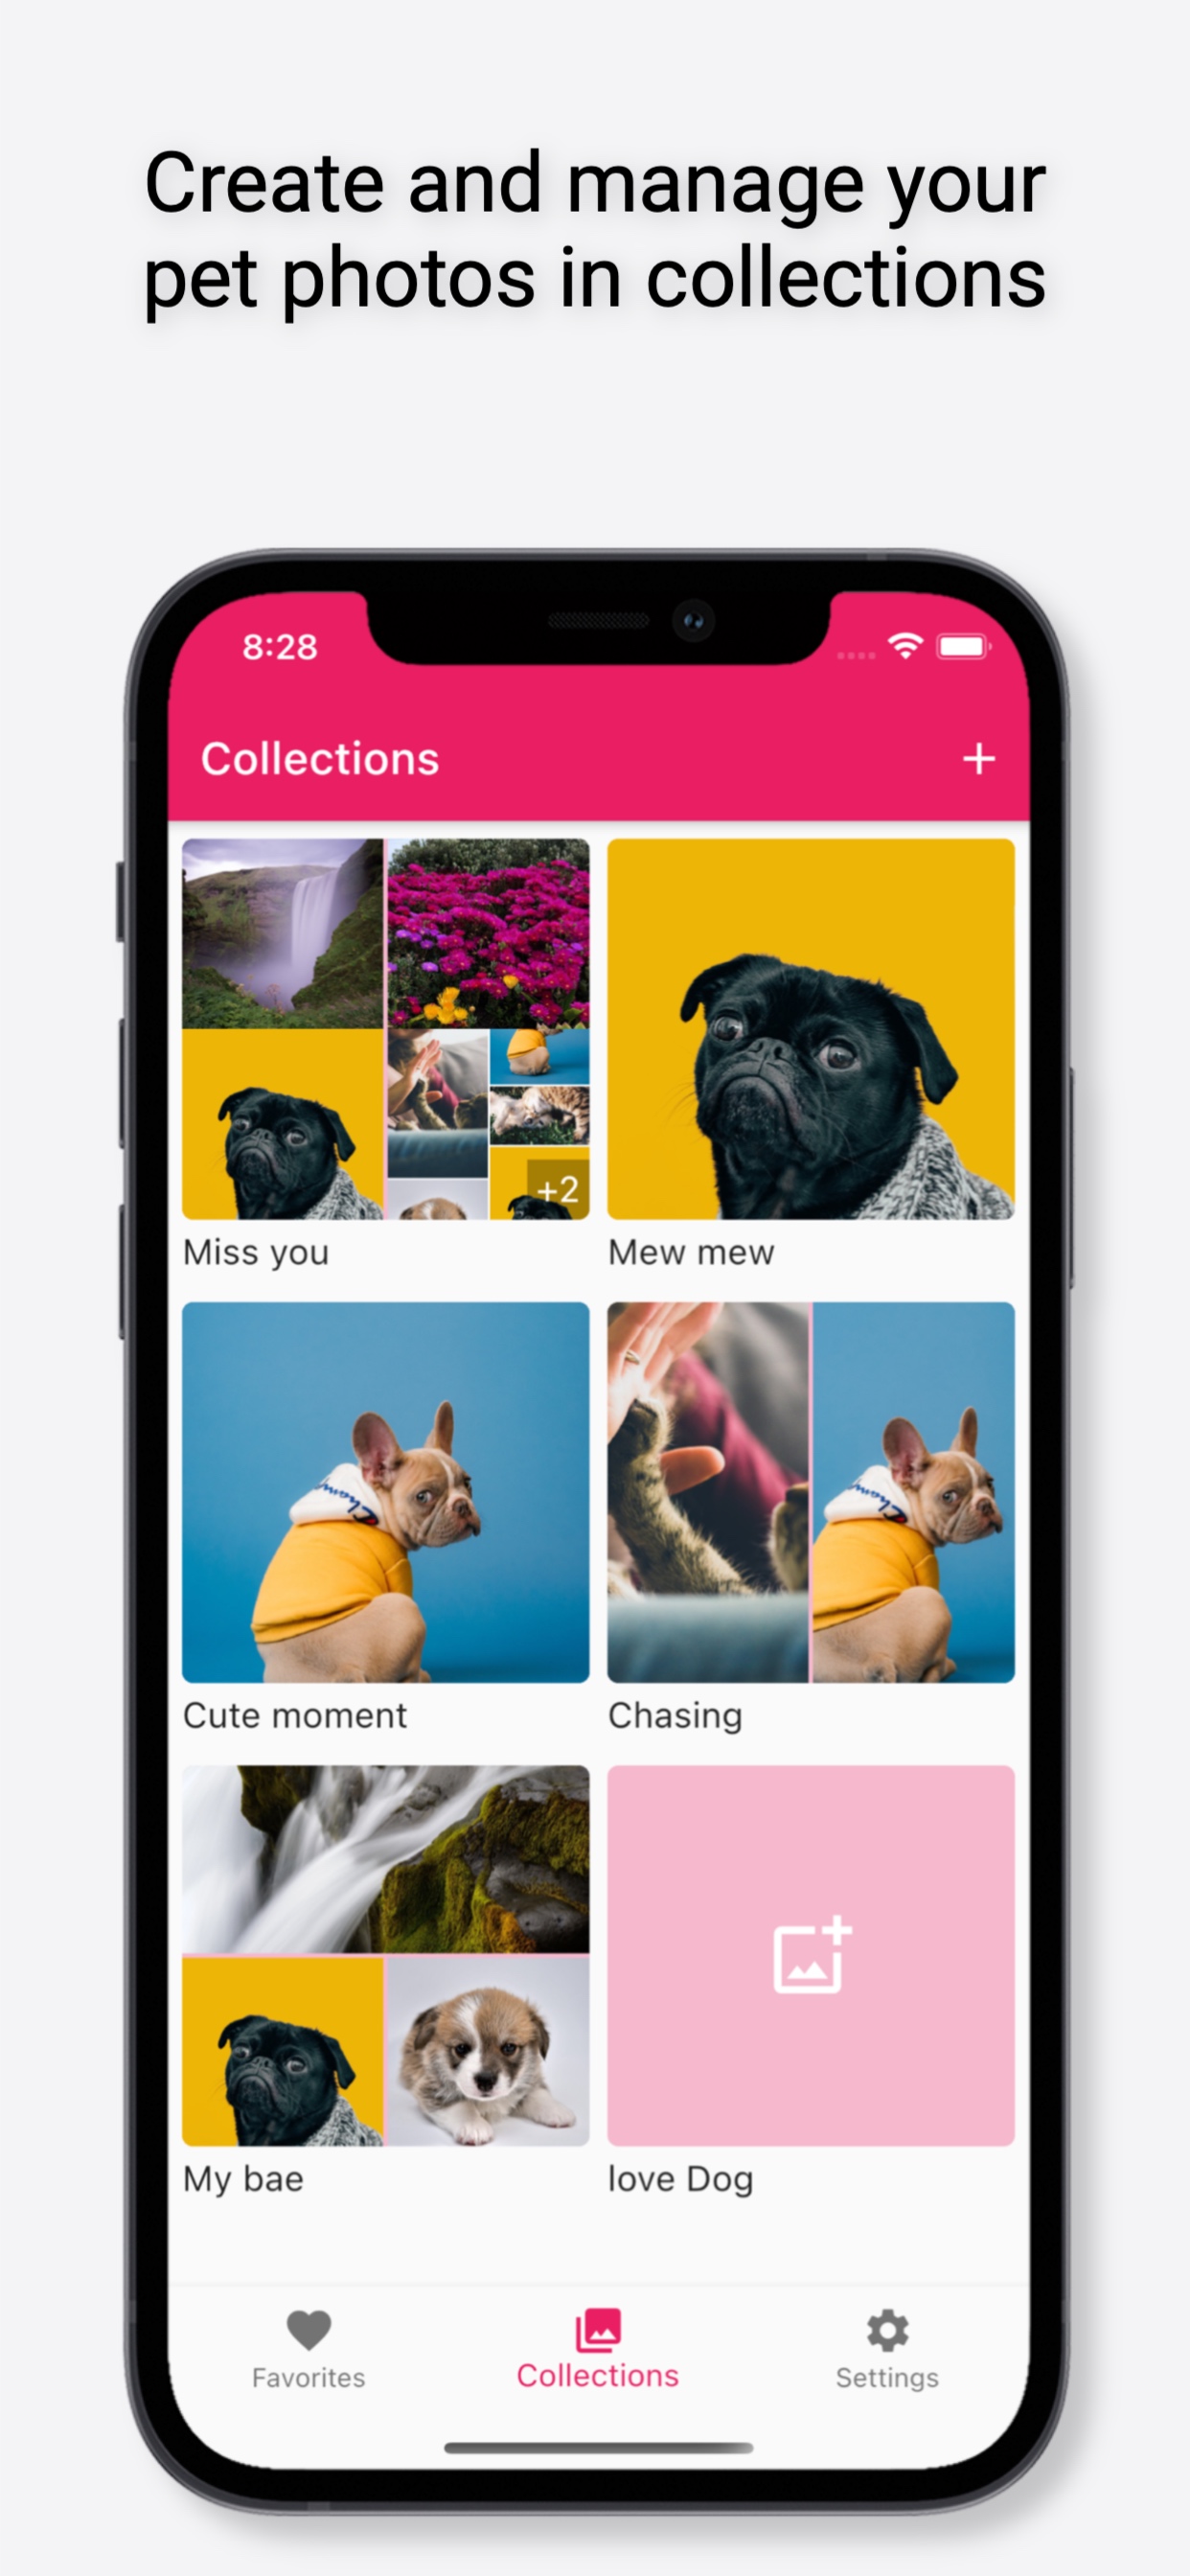 Create and manage your
pet photos in collections
8:28
Collections
+2
Miss you
Mew mew
Cute moment
Chasing
My bae
love Dog
Favorites
Collections
Settings